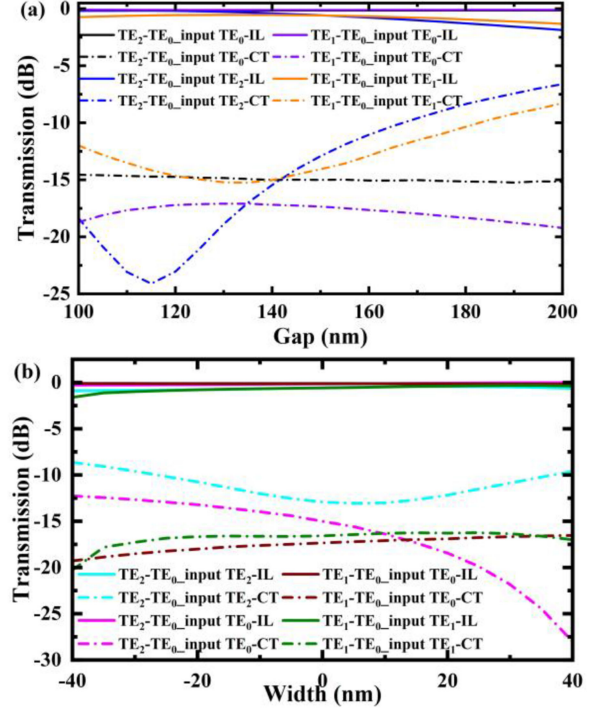 (a)
0
-5
-10
-15
-20
-25
Transmission (dB)
TE₂-TE₀_input TE₀-IL TE₁-TE₀_input TE₀-IL
TE₂-TE₀_input TE₀-CT TE₁-TE₀_input TE₀-CT
TE₂-TE₀_input TE₂-IL TE₁-TE₀_input TE₁-IL
TE₂-TE₀_input TE₂-CT TE₁-TE₀_input TE₁-CT
100 120 140 160 180 200
Gap (nm)
(b)
0
-5
-10
-15
-20
-25
-30
Transmission (dB)
TE₂-TE₀_input TE₂-IL TE₁-TE₀_input TE₀-IL
TE₂-TE₀_input TE₂-CT TE₁-TE₀_input TE₀-CT
TE₂-TE₀_input TE₀-IL TE₁-TE₀_input TE₁-IL
TE₂-TE₀_input TE₀-CT TE₁-TE₀_input TE₁-CT
-40 -20 0 20 40
Width (nm)